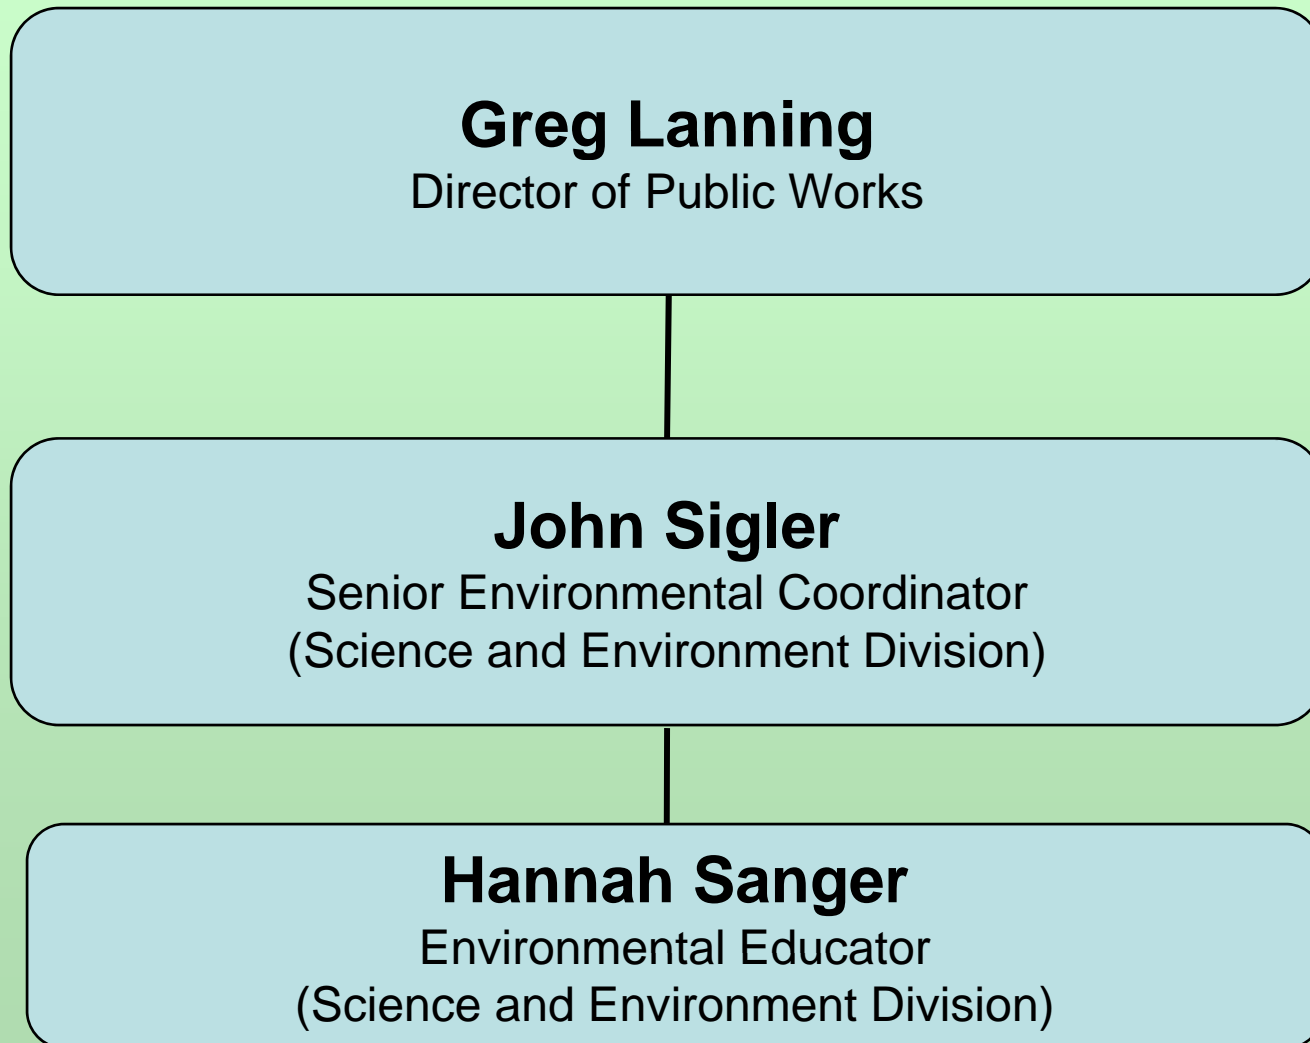 Greg Lanning
Director of Public Works
John Sigler
Senior Environmental Coordinator
(Science and Environment Division)
Hannah Sanger
Environmental Educator
(Science and Environment Division)